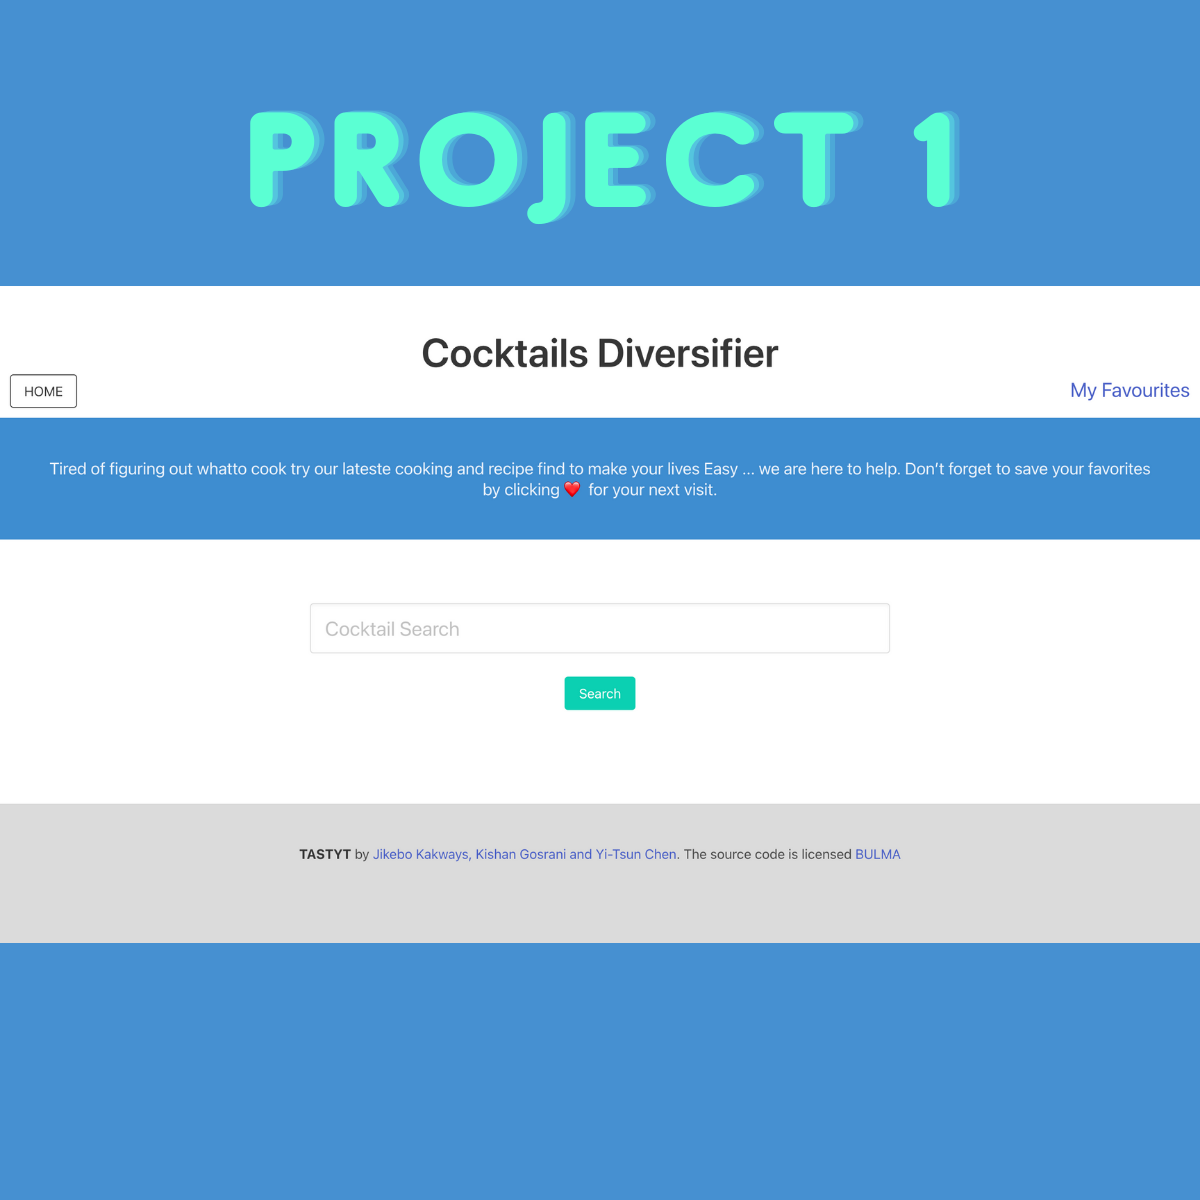 PROJECT 1
Cocktails Diversifier
HOME
My Favourites
Tired of figuring out whatto cook try our lateste cooking and recipe find to make your lives Easy ... we are here to help. Don't forget to save your favorites
by clicking ❤️ for your next visit.
Cocktail Search
Search
TASTYT by Jikebo Kakways, Kishan Gosrani and Yi-Tsun Chen. The source code is licensed BULMA